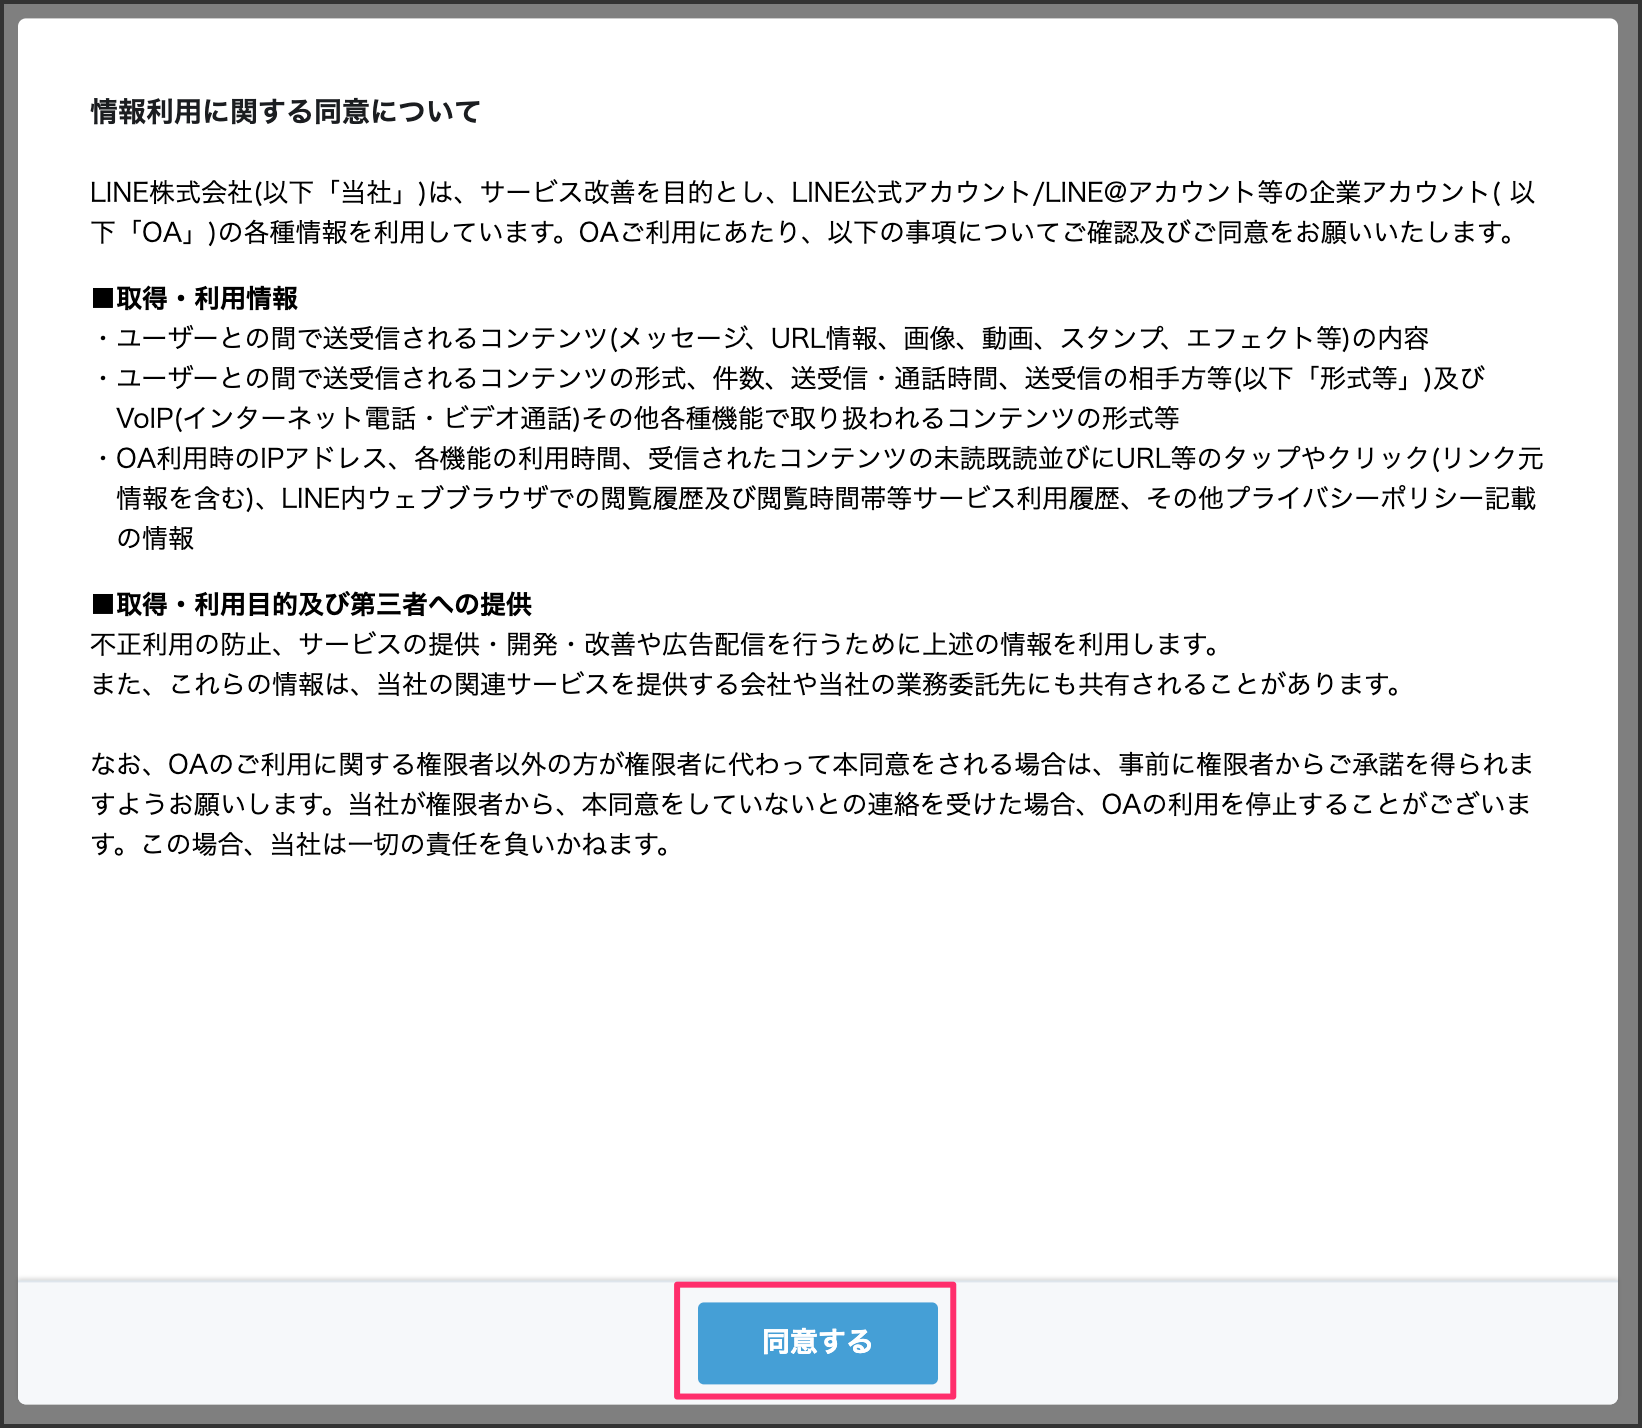 情報利用に関する同意について
LINE株式会社(以下「当社」)は、サービス改善を目的とし、LINE公式アカウント/LINE@アカウント等の企業アカウント( 以
下「OA」)の各種情報を利用しています。OAご利用にあたり、以下の事項についてご確認及びご同意をお願いいたします。
■取得・利用情報
・ユーザーとの間で送受信されるコンテンツ(メッセージ、URL情報、画像、動画、スタンプ、エフェクト等)の内容
・ユーザーとの間で送受信されるコンテンツの形式、件数、送受信・通話時間、送受信の相手方等(以下「形式等」)及び
VoIP(インターネット電話・ビデオ通話)その他各種機能で取り扱われるコンテンツの形式等
・OA利用時のIPアドレス、各機能の利用時間、受信されたコンテンツの未読既読並びにURL等のタップやクリック(リンク元
情報を含む)、LINE内ウェブブラウザでの閲覧履歴及び閲覧時間帯等サービス利用履歴、その他プライバシーポリシー記載
の情報
■取得・利用目的及び第三者への提供
不正利用の防止、サービスの提供・開発・改善や広告配信を行うために上述の情報を利用します。
また、これらの情報は、当社の関連サービスを提供する会社や当社の業務委託先にも共有されることがあります。
なお、OAのご利用に関する権限者以外の方が権限者に代わって本同意をされる場合は、事前に権限者からご承諾を得られま
すようお願いします。当社が権限者から、本同意をしていないとの連絡を受けた場合、OAの利用を停止することがございま
す。この場合、当社は一切の責任を負いかねます。
同意する